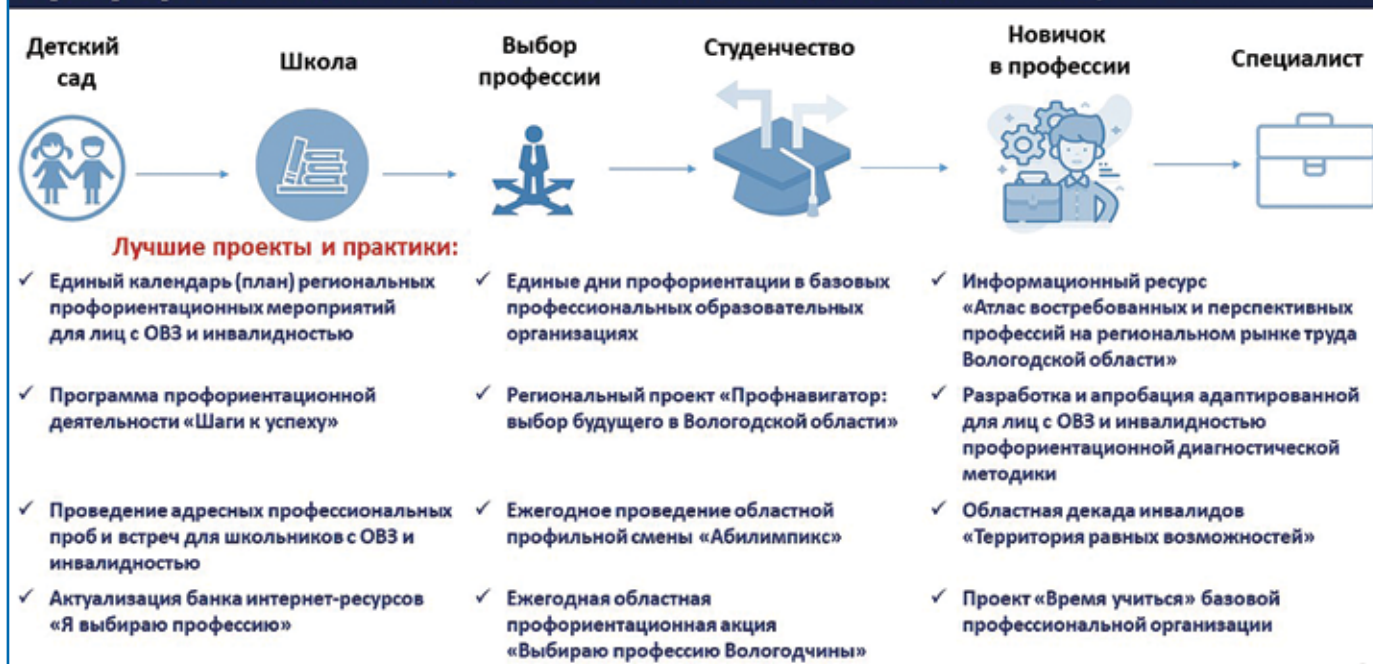 Детский
сад
Школа
Выбор
профессии
Студенчество
Новичок
в профессии
Специалист
Лучшие проекты и практики:
✓ Единый календарь (план) региональных
профориентационных мероприятий
для лиц с ОВЗ и инвалидностью
✓ Программа профориентационной
деятельности «Шаги к успеху»
✓ Проведение адресных профессиональных
проб и встреч для школьников с ОВЗ и
инвалидностью
✓ Актуализация банка интернет-ресурсов
«Я выбираю профессию»
✓ Единые дни профориентации в базовых
профессиональных образовательных
организациях
✓ Региональный проект «Профнавигатор:
выбор будущего в Вологодской области»
✓ Ежегодное проведение областной
профильной смены «Абилимпикс»
✓ Ежегодная областная
профориентационная акция
«Выбираю профессию Вологодчины»
✓ Информационный ресурс
«Атлас востребованных и перспективных
профессий на региональном рынке труда
Вологодской области»
✓ Разработка и апробация адаптированной
для лиц с ОВЗ и инвалидностью
профориентационной диагностической
методики
✓ Областная декада инвалидов
«Территория равных возможностей»
✓ Проект «Время учиться» базовой
профессиональной организации